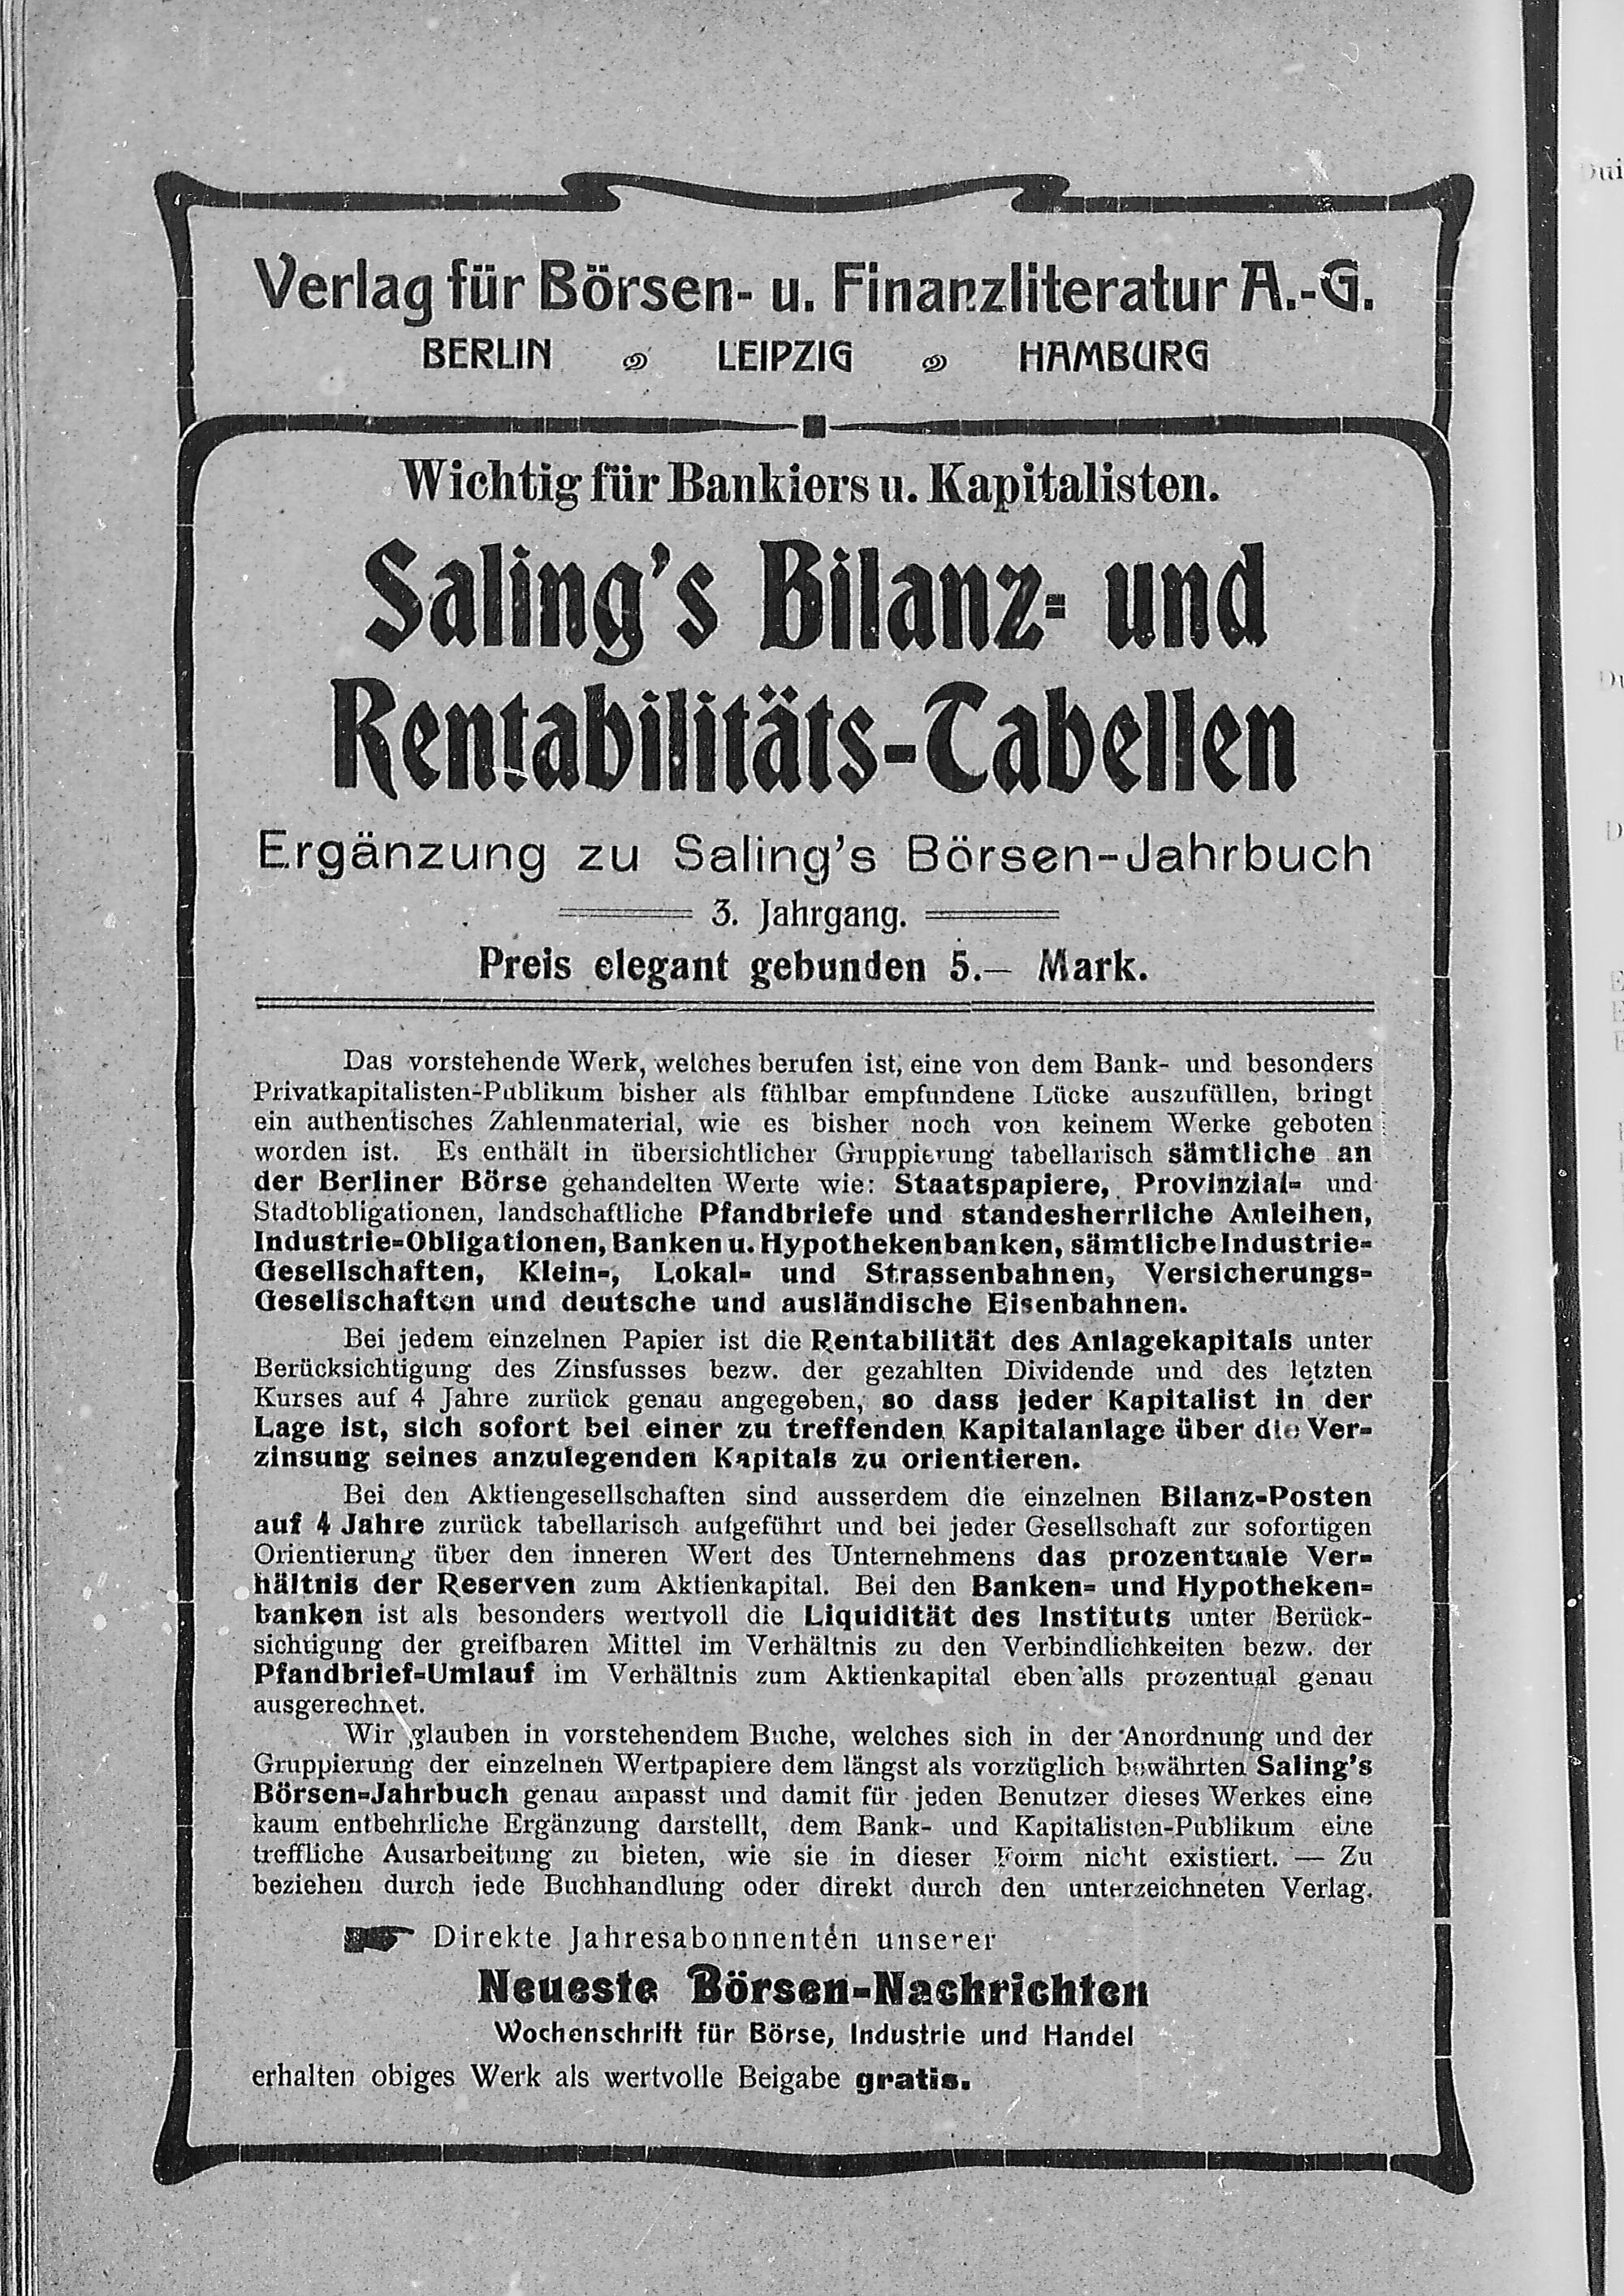 Verlag für Börsen- u. Finanzliteratur A.-G.
BERLIN LEIPZIG HAMBURG
Wichtig für Bankiers u. Kapitalisten.
Saling's Bilanz- und
Rentabilitäts-Tabellen
Ergänzung zu Saling's Börsen-Jahrbuch
3. Jahrgang.
Preis elegant gebunden 5.— Mark.
Das vorstehende Werk, welches berufen ist, eine von dem Bank- und besonders
Privatkapitalisten-Publikum bisher als fühlbar empfundene Lücke auszufüllen, bringt
ein authentisches Zahlenmaterial, wie es bisher noch von keinem Werke geboten
worden ist. Es enthält in übersichtlicher Gruppierung tabellarisch sämtliche an
der Berliner Börse gehandelten Werte wie: Staatspapiere, Provinzial- und
Stadtobligationen, landschaftliche Pfandbriefe und standesherrliche Anleihen,
Industrie-Obligationen, Banken u. Hypothekenbanken, sämtliche Industrie-
Gesellschaften, Klein-, Lokal- und Strassenbahnen, Versicherungs-
Gesellschaften und deutsche und ausländische Eisenbahnen.
Bei jedem einzelnen Papier ist die Rentabilität des Anlagekapitals unter
Berücksichtigung des Zinsfusses bezw. der gezahlten Dividende und des letzten
Kurses auf 4 Jahre zurück genau angegeben, so dass jeder Kapitalist in der
Lage ist, sich sofort bei einer zu treffenden Kapitalanlage über die Ver-
zinsung seines anzulegenden Kapitals zu orientieren.
Bei den Aktiengesellschaften sind ausserdem die einzelnen Bilanz-Posten
auf 4 Jahre zurück tabellarisch aufgeführt und bei jeder Gesellschaft zur sofortigen
Orientierung über den inneren Wert des Unternehmens das prozentuale Ver-
hältnis der Reserven zum Aktienkapital. Bei den Banken- und Hypotheken-
banken ist als besonders wertvoll die Liquidität des Instituts unter Berück-
sichtigung der greifbaren Mittel im Verhältnis zu den Verbindlichkeiten bezw. der
Pfandbrief-Umlauf im Verhältnis zum Aktienkapital ebenfalls prozentual genau
ausgerechnet.
Wir glauben in vorstehendem Buche, welches sich in der Anordnung und der
Gruppierung der einzelnen Wertpapiere dem längst als vorzüglich bewährten Saling's
Börsen-Jahrbuch genau anpasst und damit für jeden Benutzer dieses Werkes eine
kaum entbehrliche Ergänzung darstellt, dem Bank- und Kapitalisten-Publikum eine
treffliche Ausarbeitung zu bieten, wie sie in dieser Form nicht existiert. — Zu
beziehen durch jede Buchhandlung oder direkt durch den unterzeichneten Verlag.
Direkte Jahresabonnenten unserer
Neueste Börsen-Nachrichten
Wochenschrift für Börse, Industrie und Handel
erhalten obiges Werk als wertvolle Beigabe gratis.